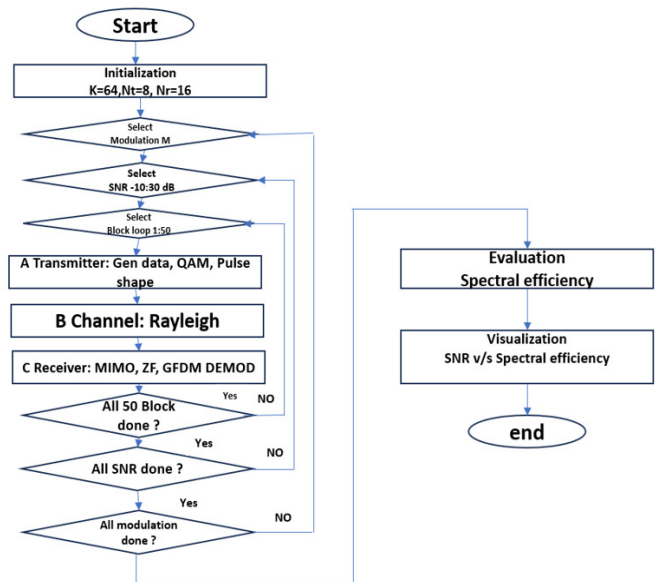 Start
Initialization
K=64,Nt=8, Nr=16
Select
Modulation M
Select
SNR -10:30 dB
Select
Block loop 1:50
A Transmitter: Gen data, QAM, Pulse
shape
B Channel: Rayleigh
C Receiver: MIMO, ZF, GFDM DEMOD
All 50 Block
done ?
Yes
NO
All SNR done ?
Yes
NO
All modulation
done ?
Yes
NO
Evaluation
Spectral efficiency
Visualization
SNR v/s Spectral efficiency
end